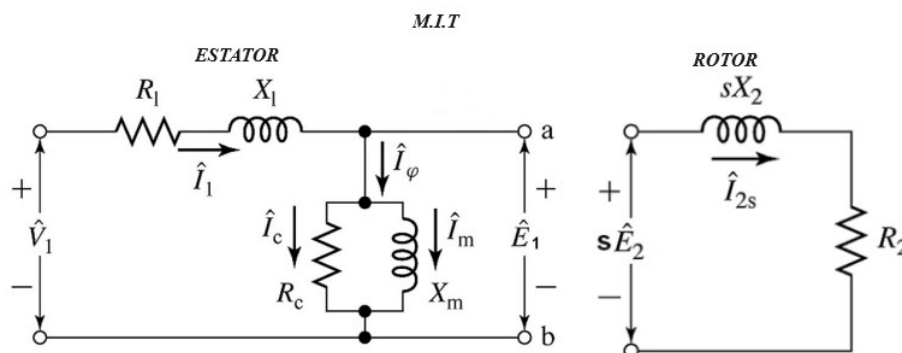 M.I.T
ESTATOR
ROTOR
R₁
X₁
sX₂
a
Î₁
Îφ
Î₂s
+
+
+
V̂₁
Îc
Îm
Ê₁
sÊ₂
R₂
−
Rc
Xm
−
−
b